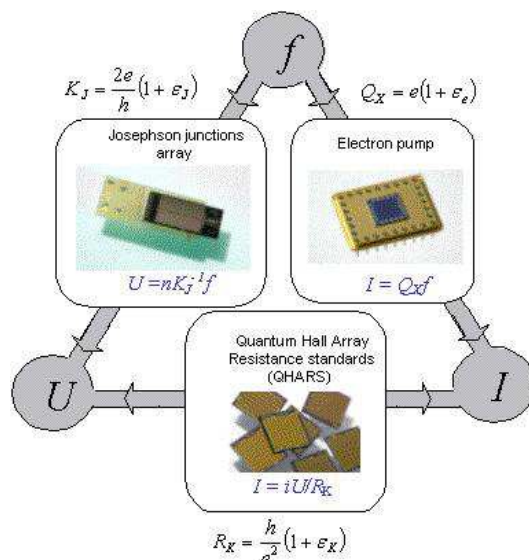 f
K_J = 2e/h (1 + ε_J)
Q_X = e(1 + ε_e)
Josephson junctions
array
Electron pump
U = nK_J^-1 f
I = Q_X f
Quantum Hall Array
Resistance standards
(QHARS)
U
I
I = iU/R_K
R_K = h/e^2 (1 + ε_K)